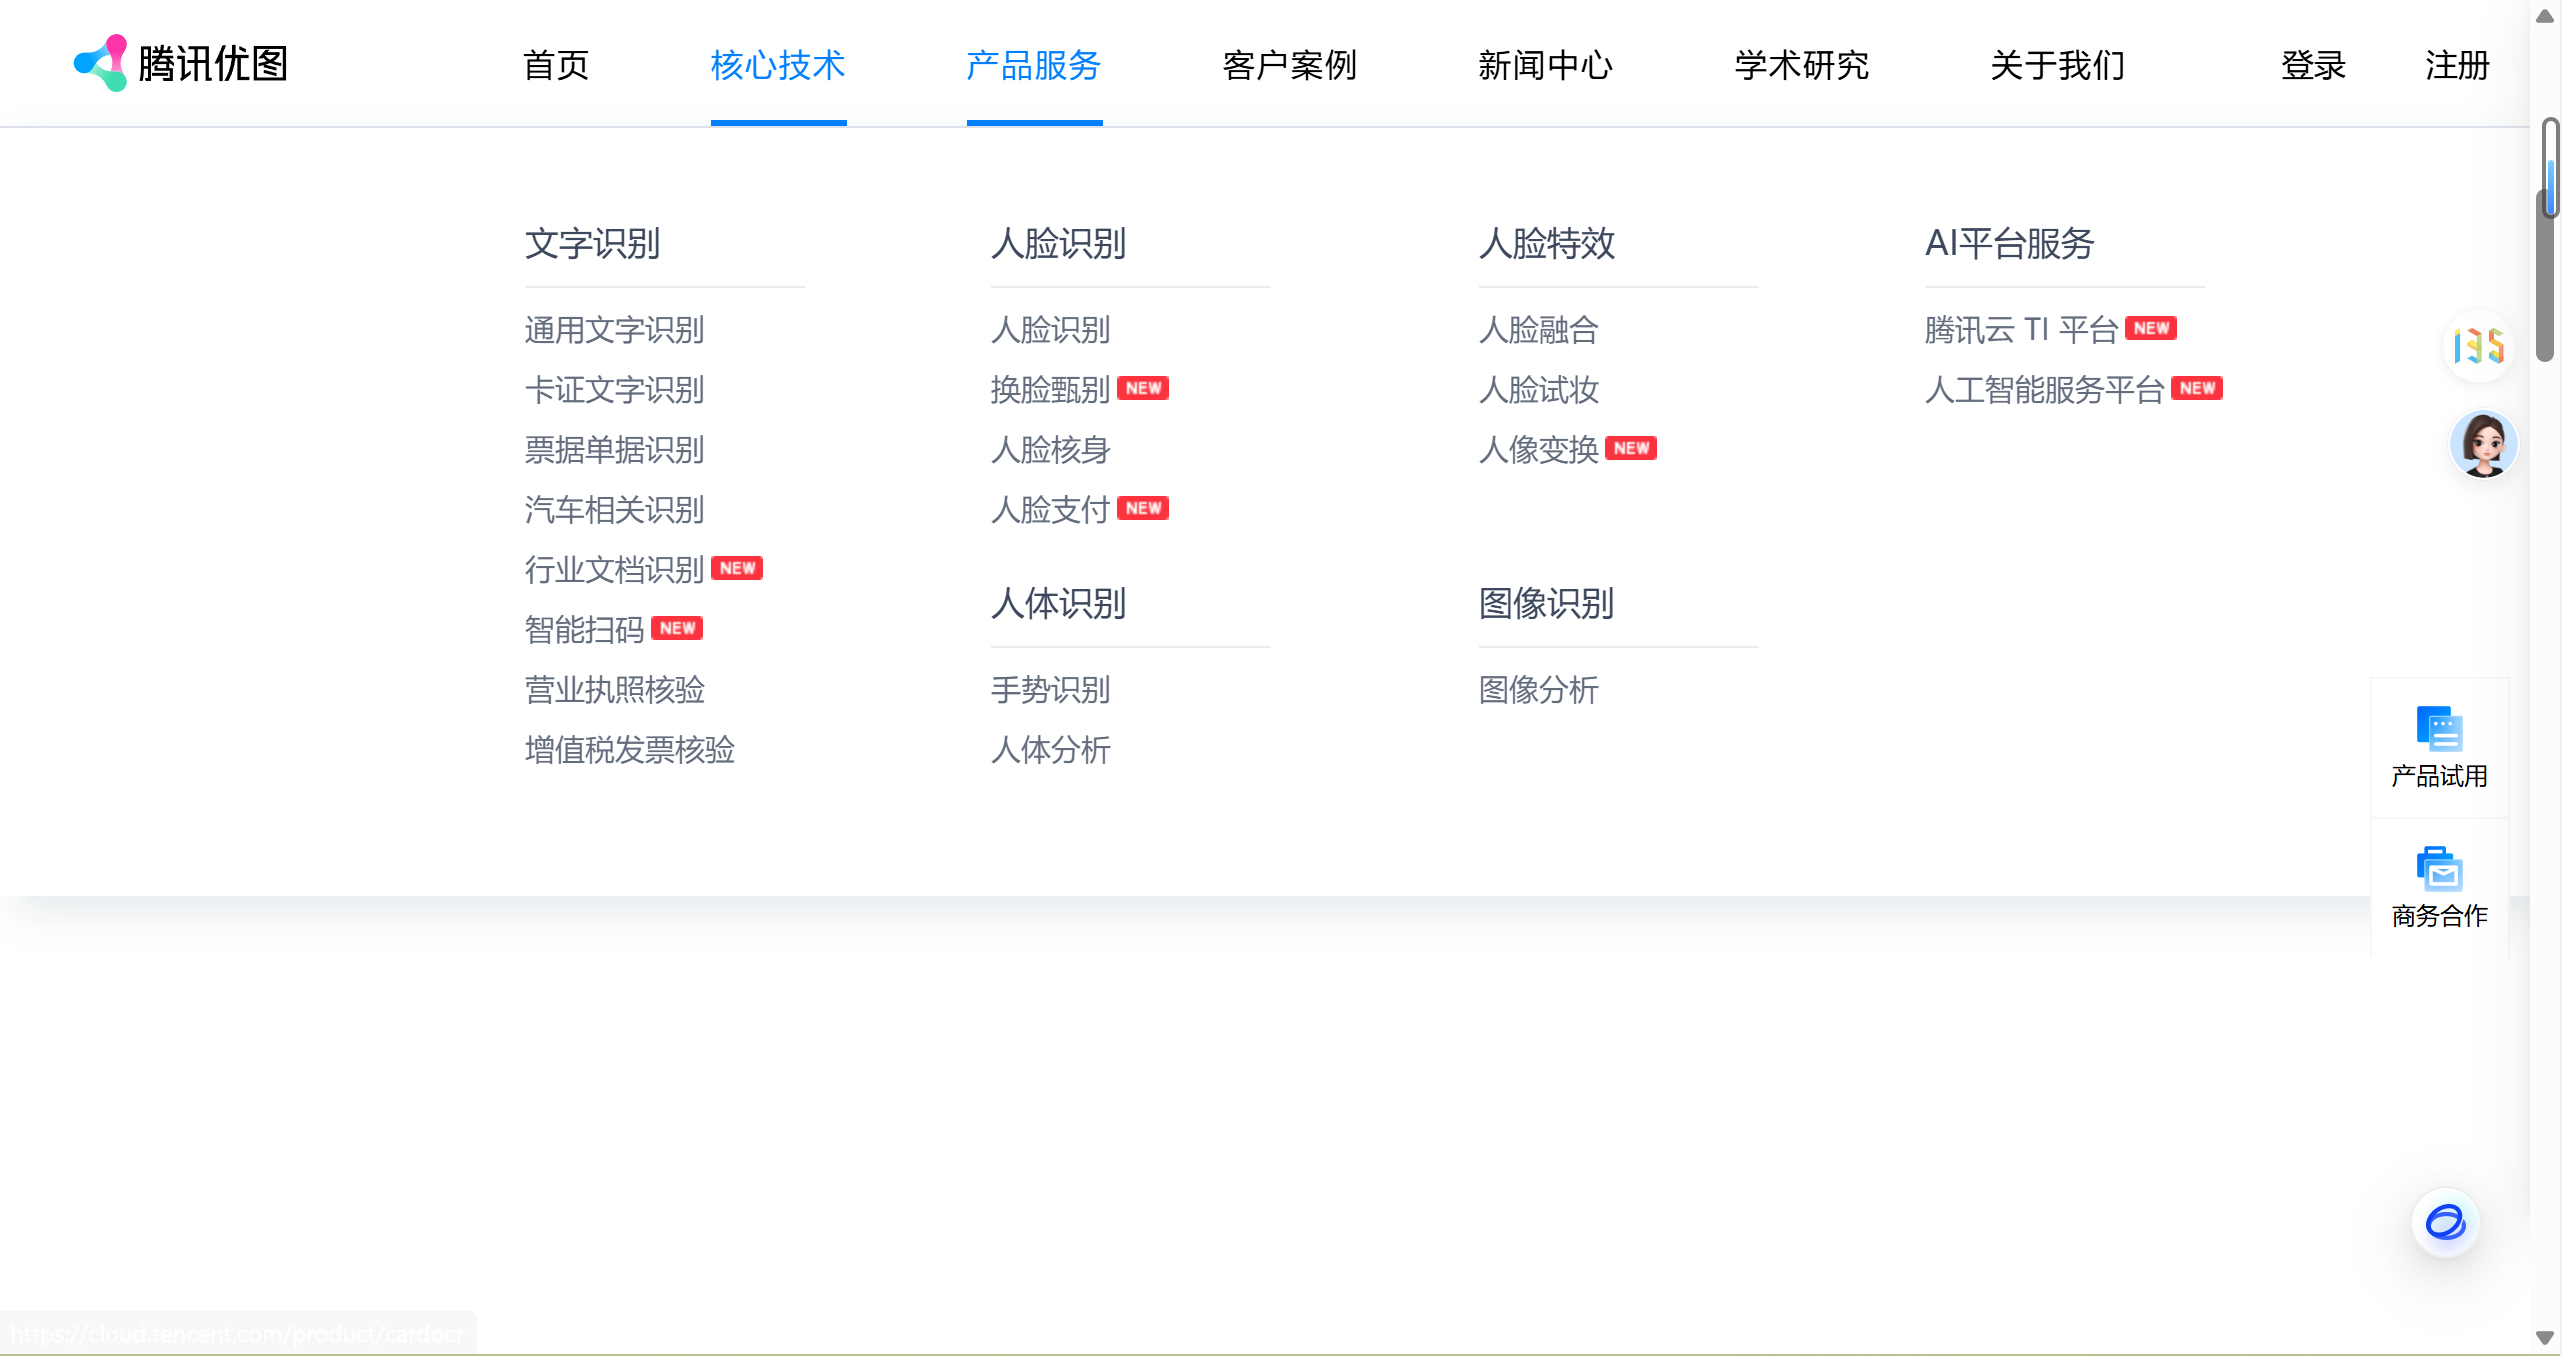 腾讯优图
首页
核心技术
产品服务
客户案例
新闻中心
学术研究
关于我们
登录
注册
文字识别
通用文字识别
卡证文字识别
票据单据识别
汽车相关识别
行业文档识别 NEW
智能扫码 NEW
营业执照核验
增值税发票核验
人脸识别
人脸识别
换脸甄别 NEW
人脸核身
人脸支付 NEW
人体识别
手势识别
人体分析
人脸特效
人脸融合
人脸试妆
人像变换 NEW
图像识别
图像分析
AI平台服务
腾讯云 TI 平台 NEW
人工智能服务平台 NEW
135
产品试用
商务合作
https://cloud.tencent.com/product/cardocr